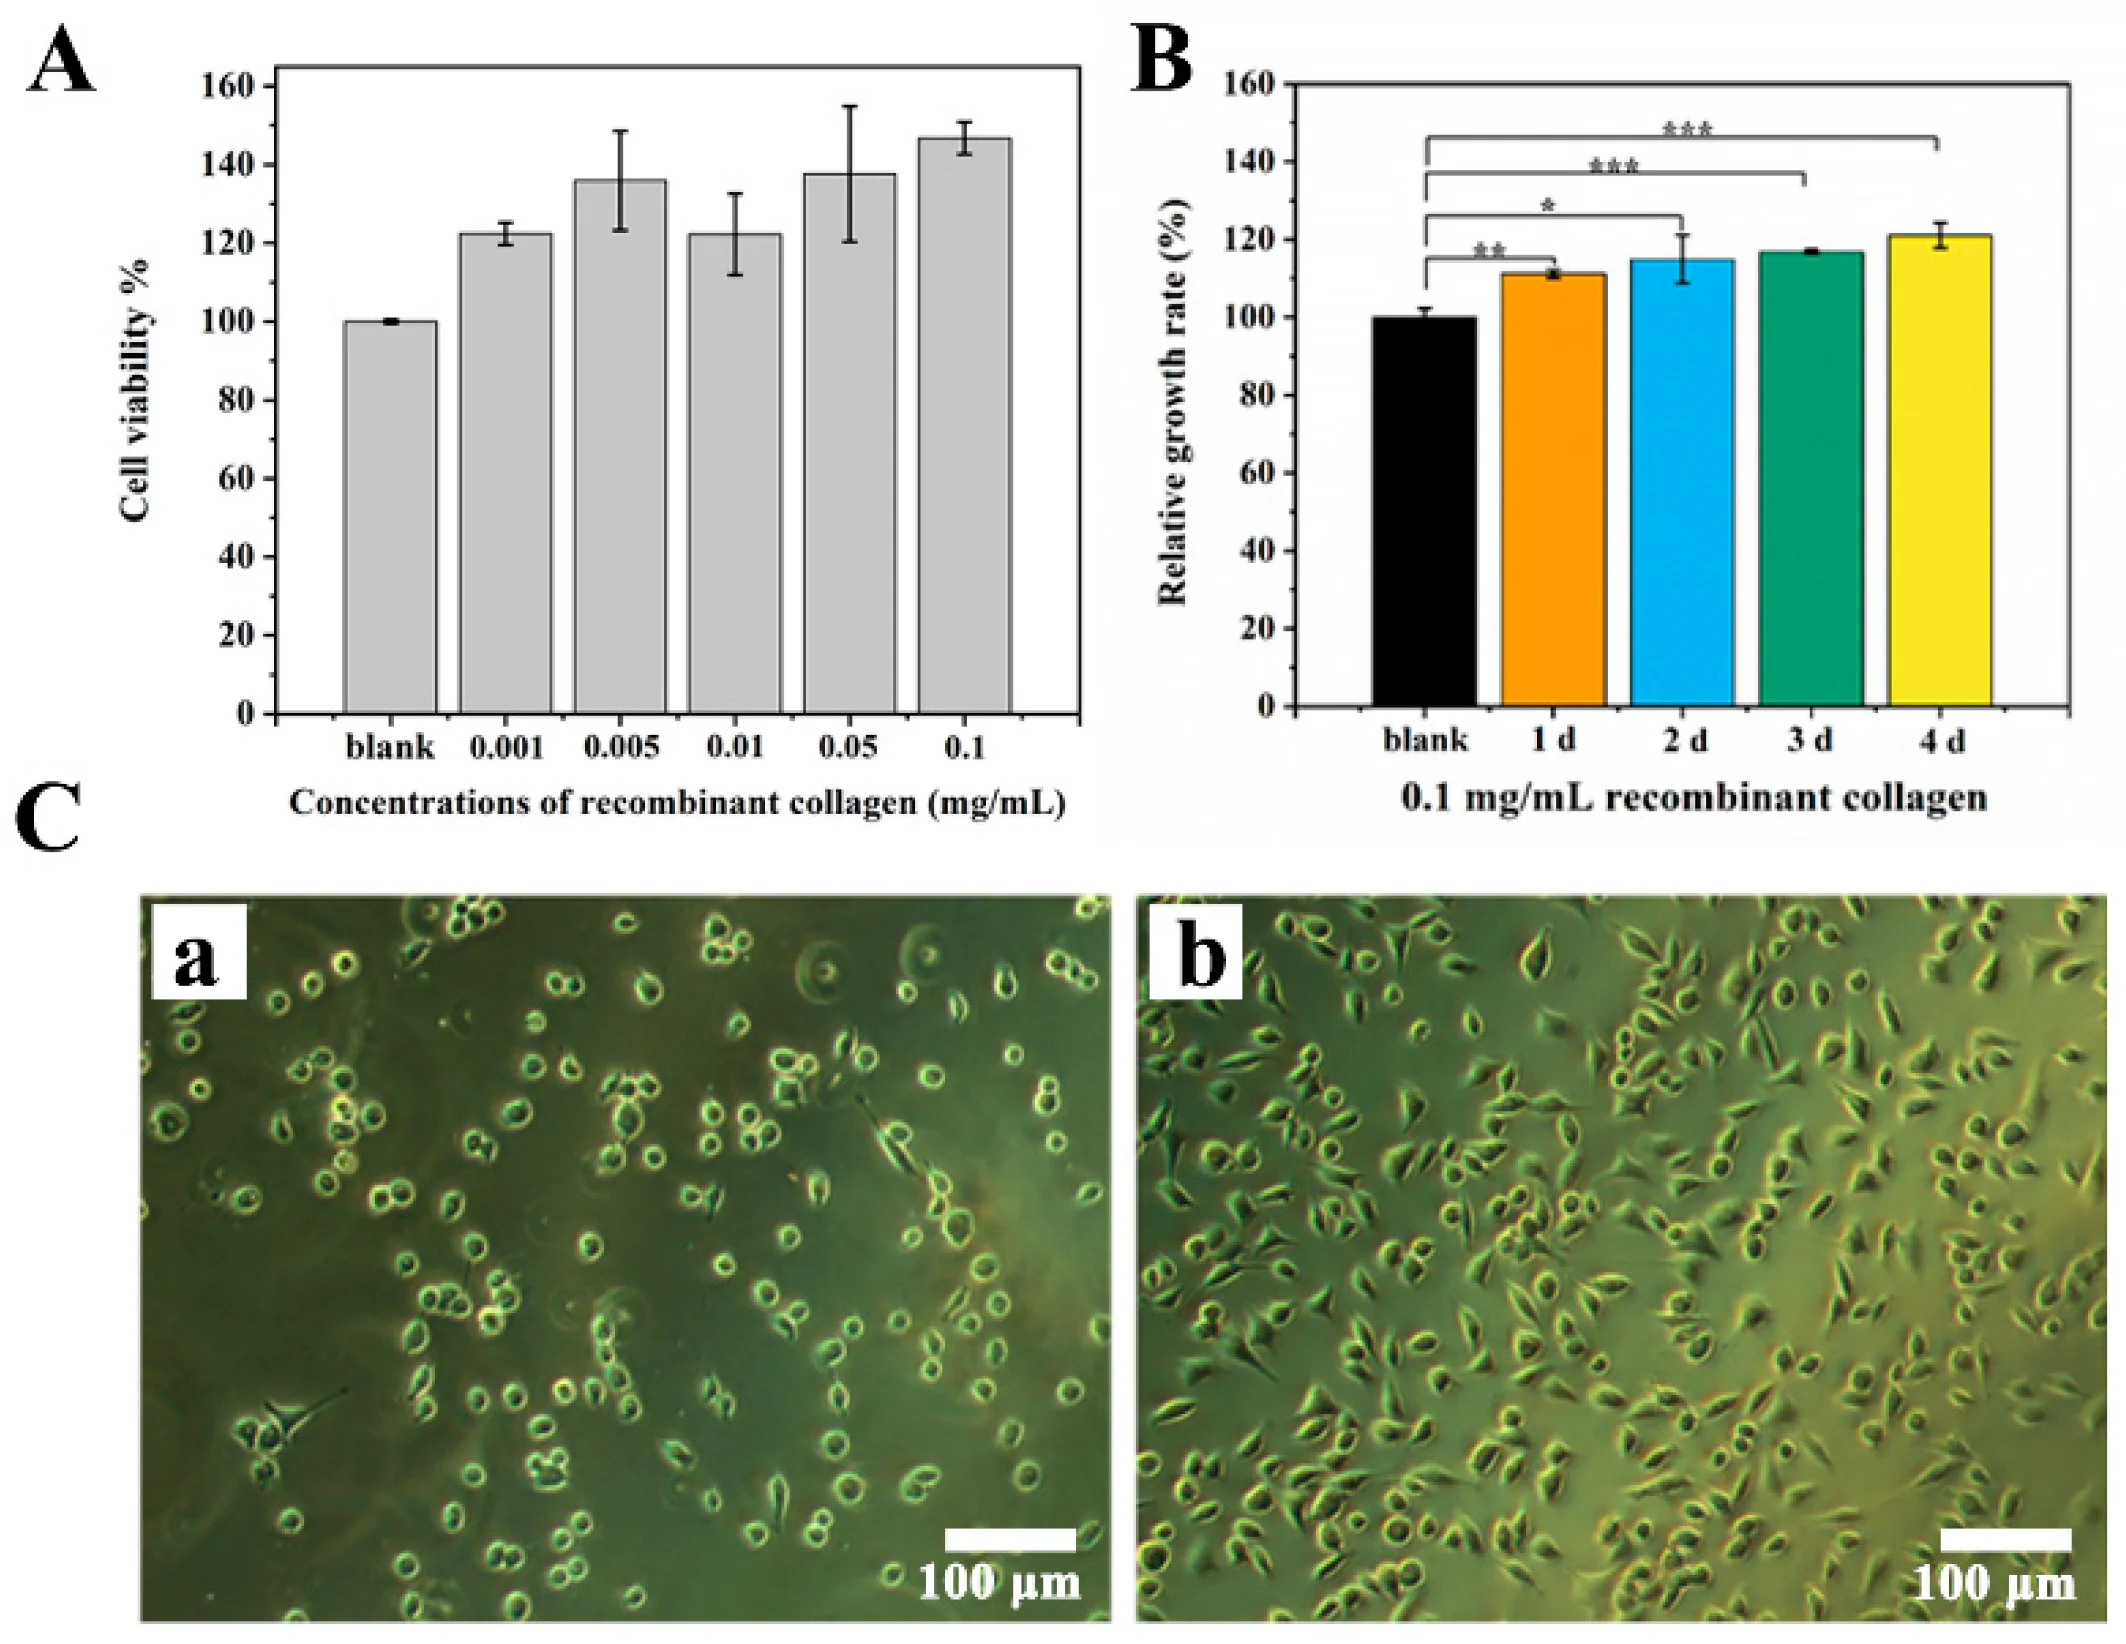 A
160
140
120
100
80
60
40
20
0
Cell viability %
blank 0.001 0.005 0.01 0.05 0.1
Concentrations of recombinant collagen (mg/mL)
B
160
140
120
100
80
60
40
20
0
Relative growth rate (%)
***
***
*
**
blank 1 d 2 d 3 d 4 d
0.1 mg/mL recombinant collagen
C
a
100 µm
b
100 µm